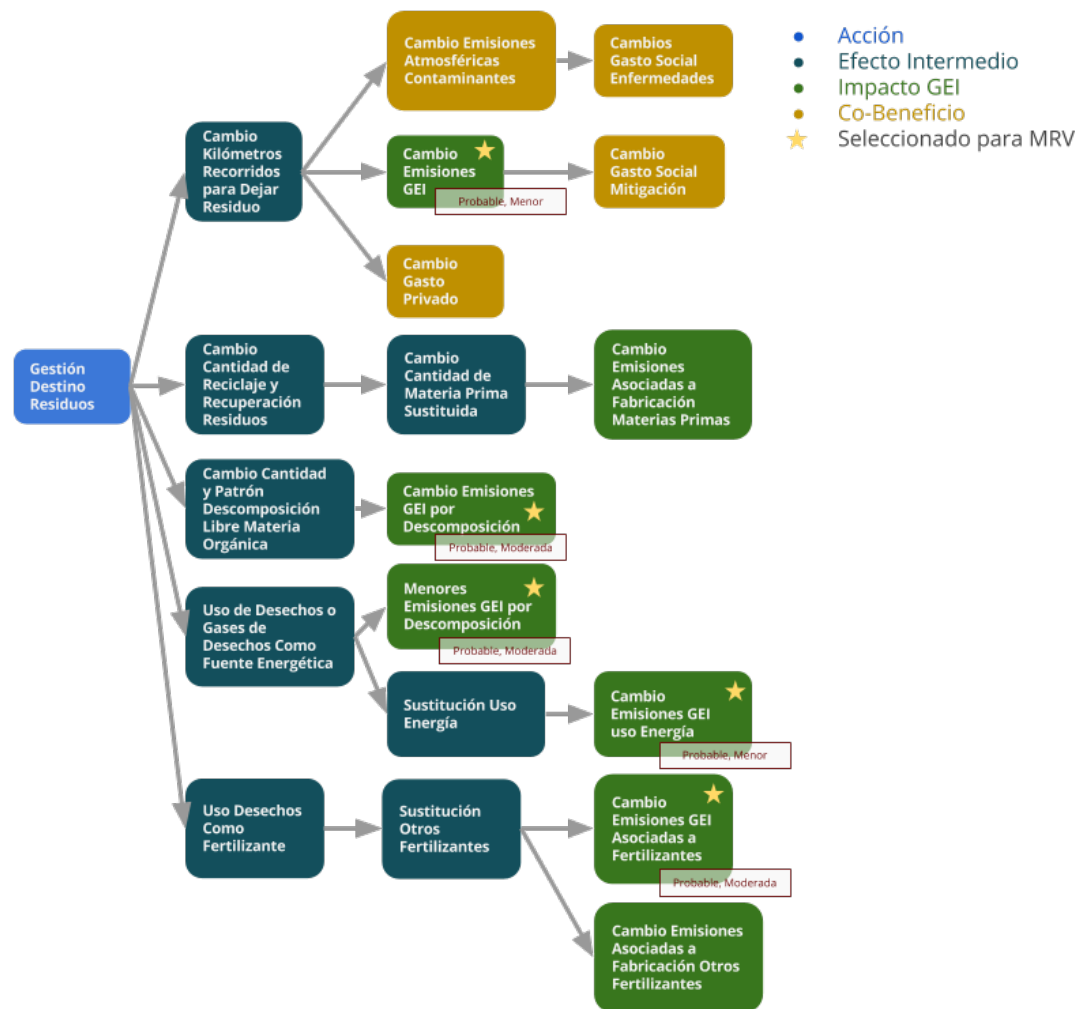 Cambio Emisiones
Atmosféricas
Contaminantes
Cambios
Gasto Social
Enfermedades
Acción
Efecto Intermedio
Impacto GEI
Co-Beneficio
Seleccionado para MRV
Cambio
Kilómetros
Recorridos
para Dejar
Residuo
Cambio
Emisiones
GEI
Probable, Menor
Cambio
Gasto Social
Mitigación
Cambio
Gasto
Privado
Gestión
Destino
Residuos
Cambio
Cantidad de
Reciclaje y
Recuperación
Residuos
Cambio
Cantidad de
Materia Prima
Sustituida
Cambio
Emisiones
Asociadas a
Fabricación
Materias Primas
Cambio Cantidad
y Patrón
Descomposición
Libre Materia
Orgánica
Cambio Emisiones
GEI por
Descomposición
Probable, Moderada
Uso de Desechos o
Gases de
Desechos Como
Fuente Energética
Menores
Emisiones GEI por
Descomposición
Probable, Moderada
Sustitución Uso
Energía
Cambio
Emisiones GEI
uso Energía
Probable, Menor
Uso Desechos
Como
Fertilizante
Sustitución
Otros
Fertilizantes
Cambio
Emisiones GEI
Asociadas a
Fertilizantes
Probable, Moderada
Cambio Emisiones
Asociadas a
Fabricación Otros
Fertilizantes